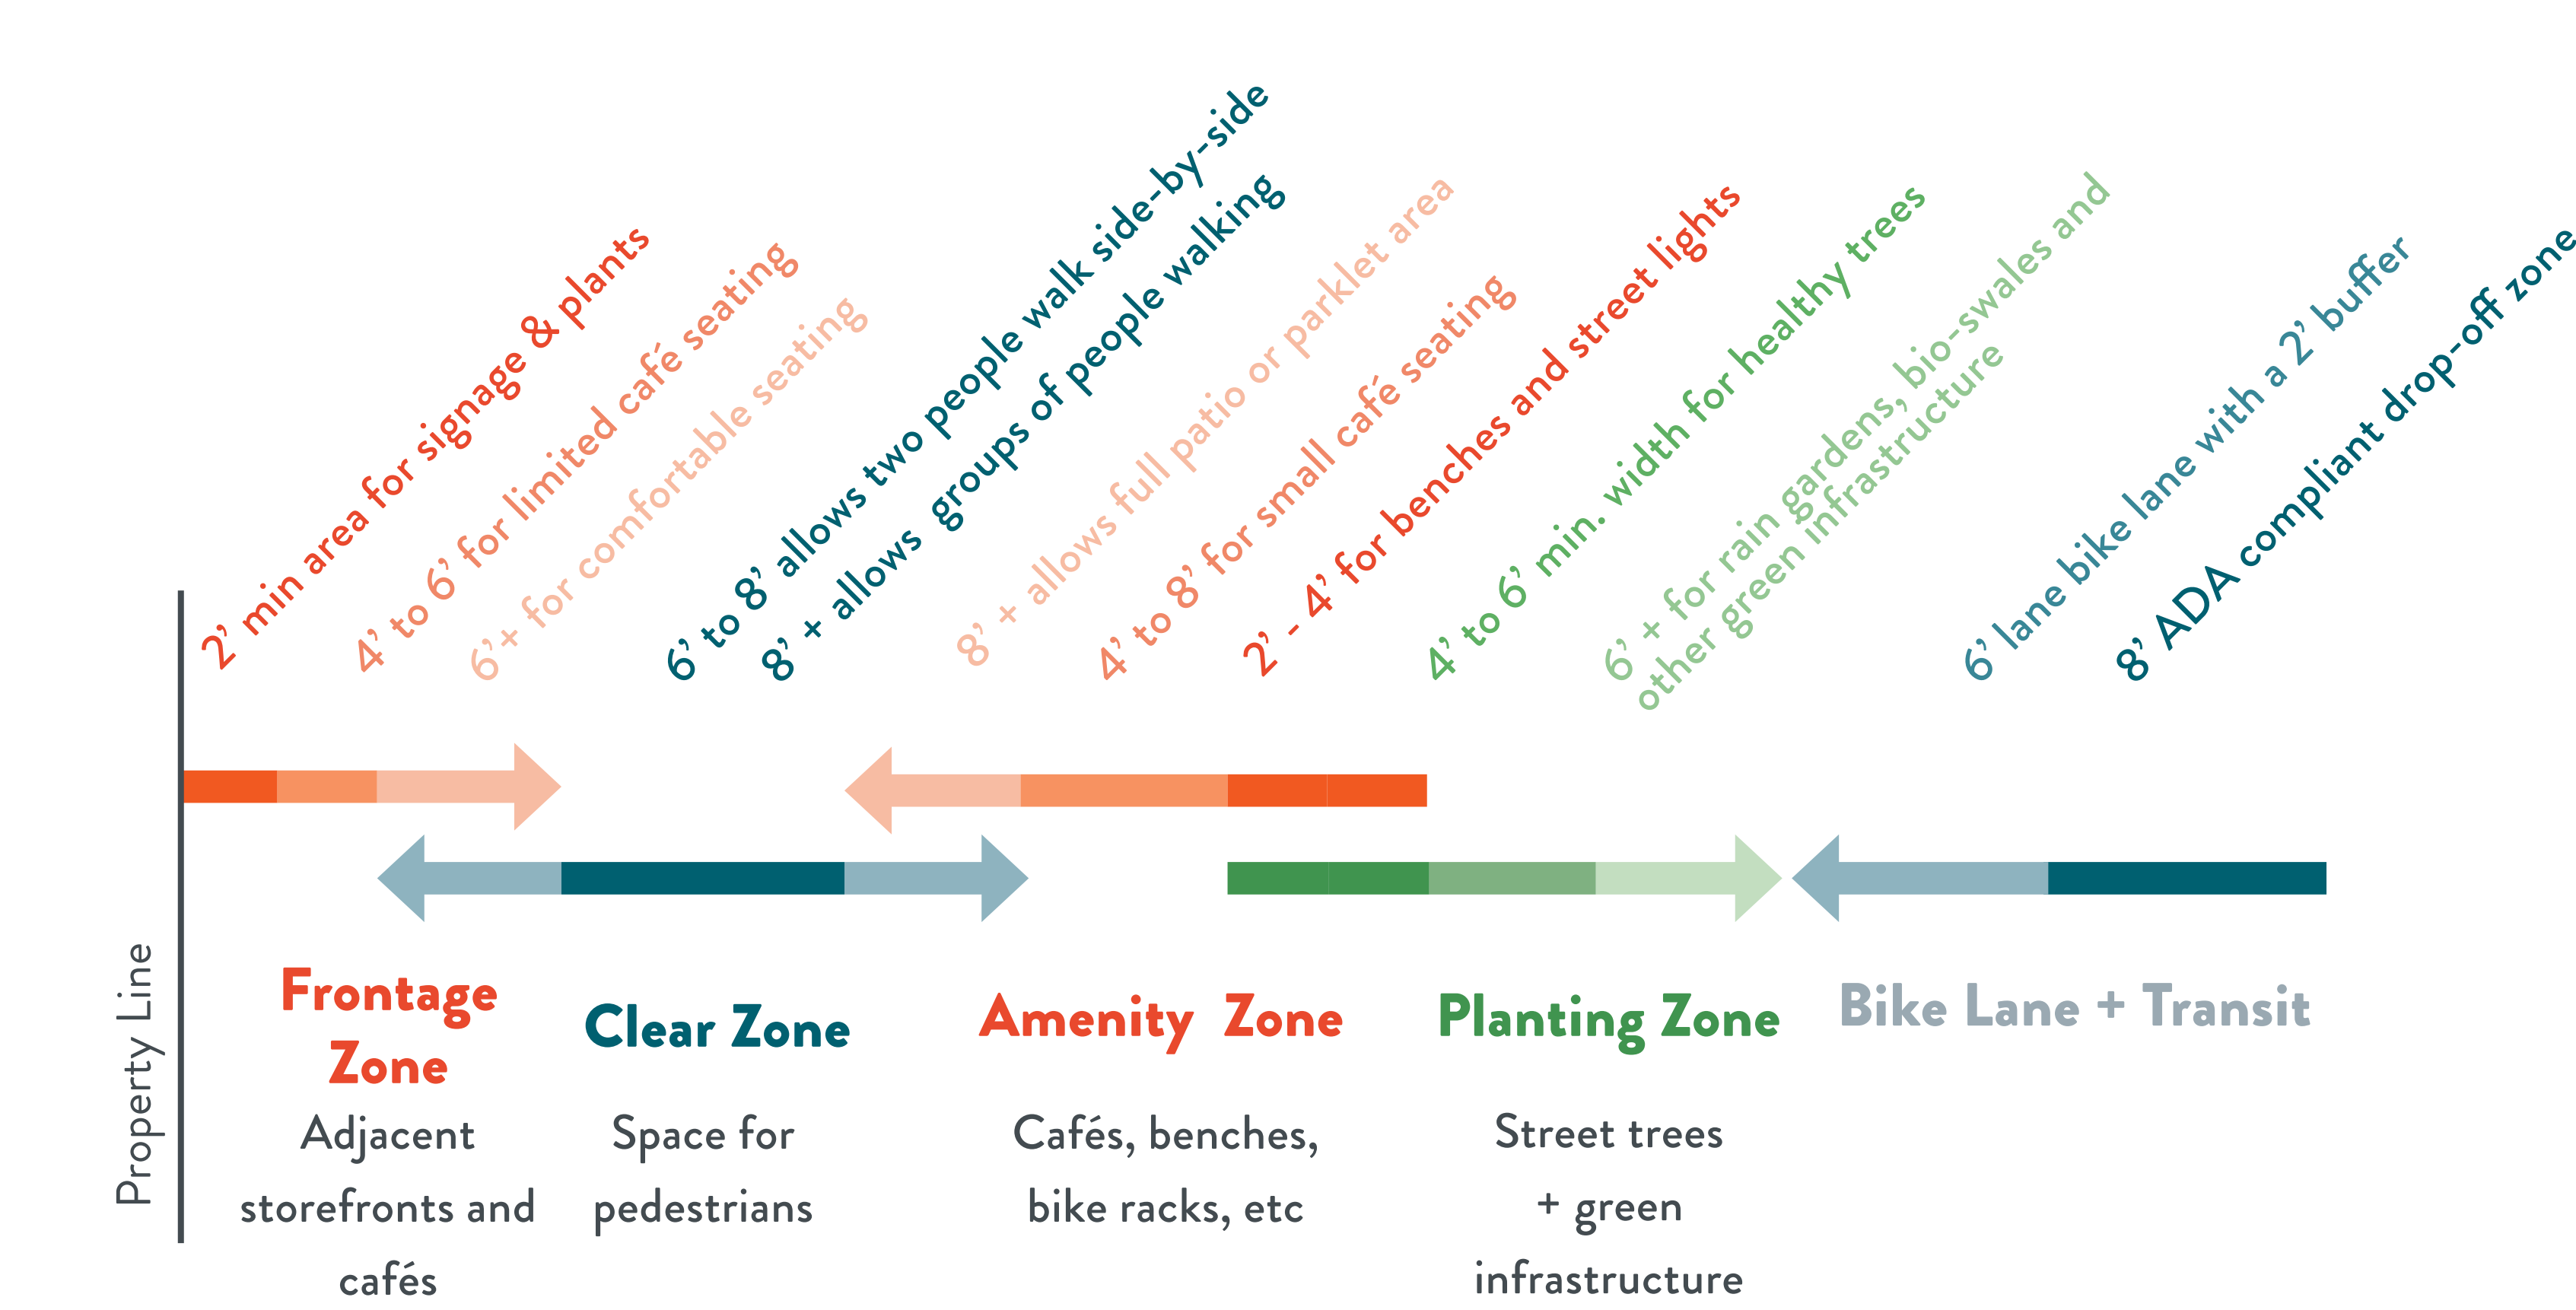 2’ min area for signage & plants
4’ to 6’ for limited café seating
6’+ for comfortable seating
6’ to 8’ allows two people walk side-by-side
8’ + allows  groups of people walking
8’ + allows full patio or parklet area
4’ to 8’ for small café seating
2’ - 4’ for benches and street lights
4’ to 6’ min. width for healthy trees
6’ + for rain gardens, bio-swales and
other green infrastructure
6’ lane bike lane with a 2’ buffer
8’ ADA compliant drop-off zone
Property Line
Frontage
Zone
Adjacent
storefronts and
cafés
Clear Zone
Space for
pedestrians
Amenity  Zone
Cafés, benches,
bike racks, etc
Planting Zone
Street trees
+ green
infrastructure
Bike Lane + Transit